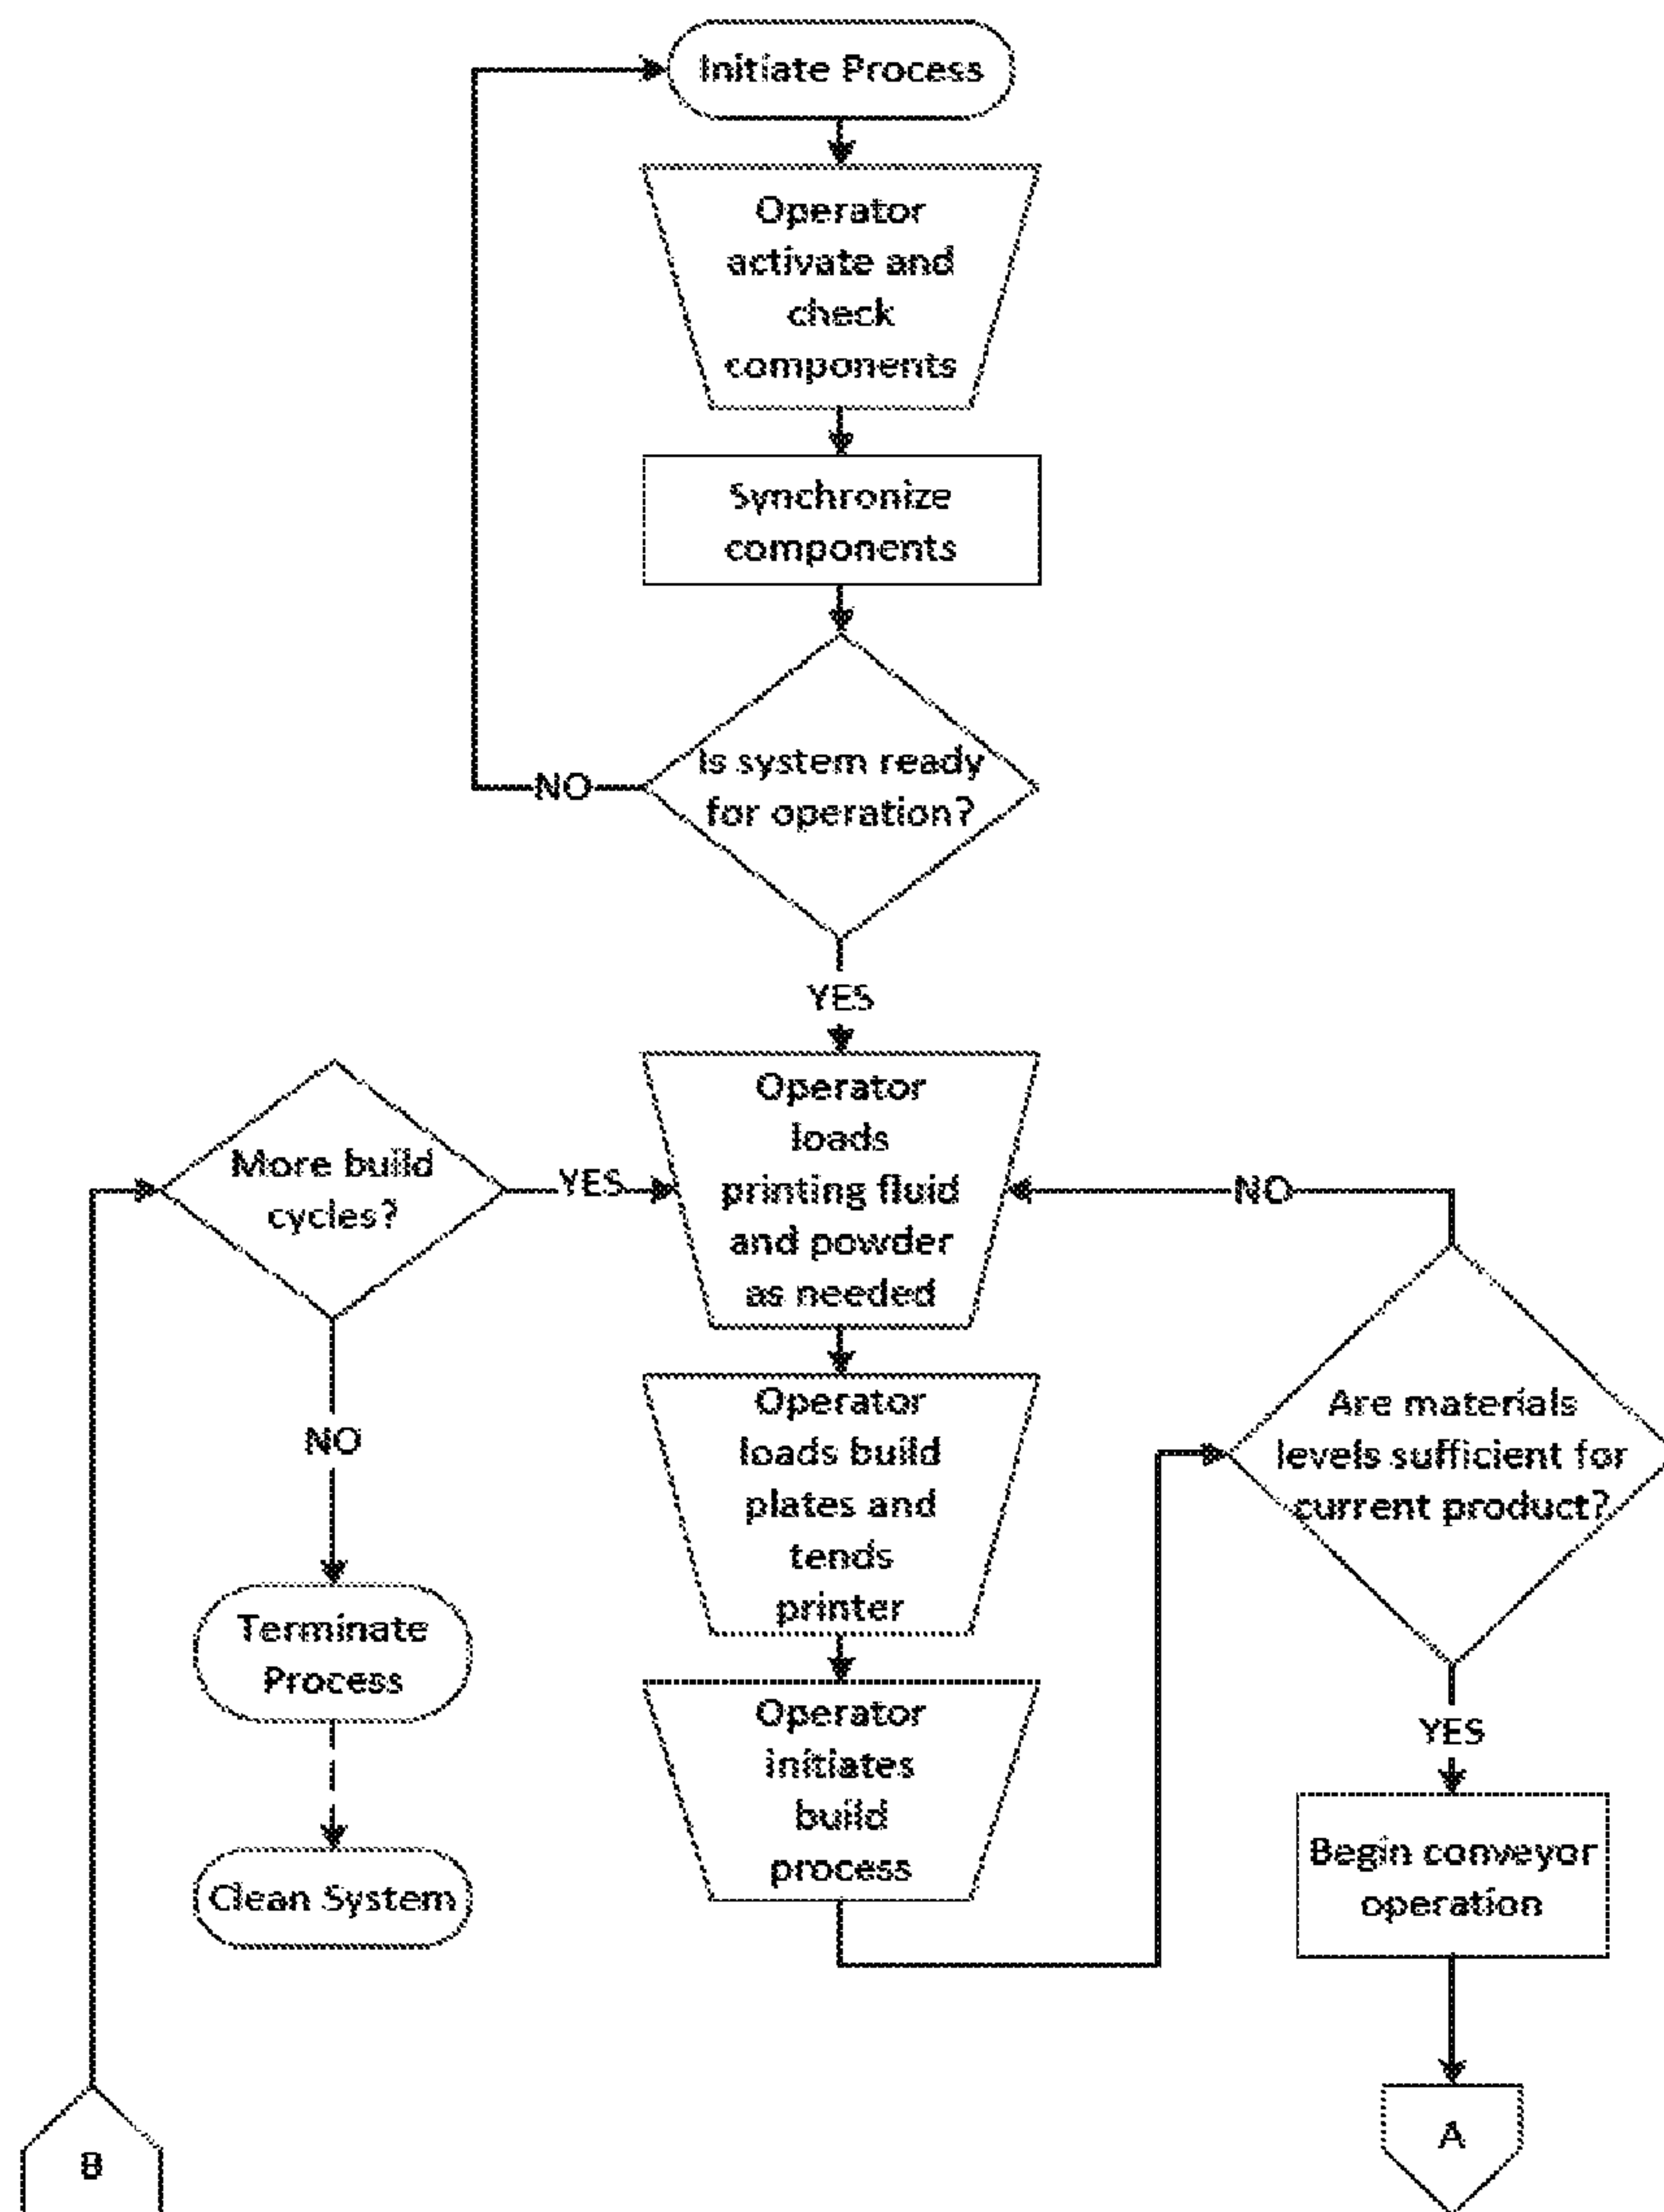 Initiate Process
Operator
activate and
check
components
Synchronize
components
Is system ready
for operation?
NO
YES
More build
cycles?
YES
NO
Operator
loads
printing fluid
and powder
as needed
NO
Operator
loads build
plates and
tends
printer
Are materials
levels sufficient for
current product?
YES
Terminate
Process
Clean System
Operator
initiates
build
process
Begin conveyor
operation
B
A